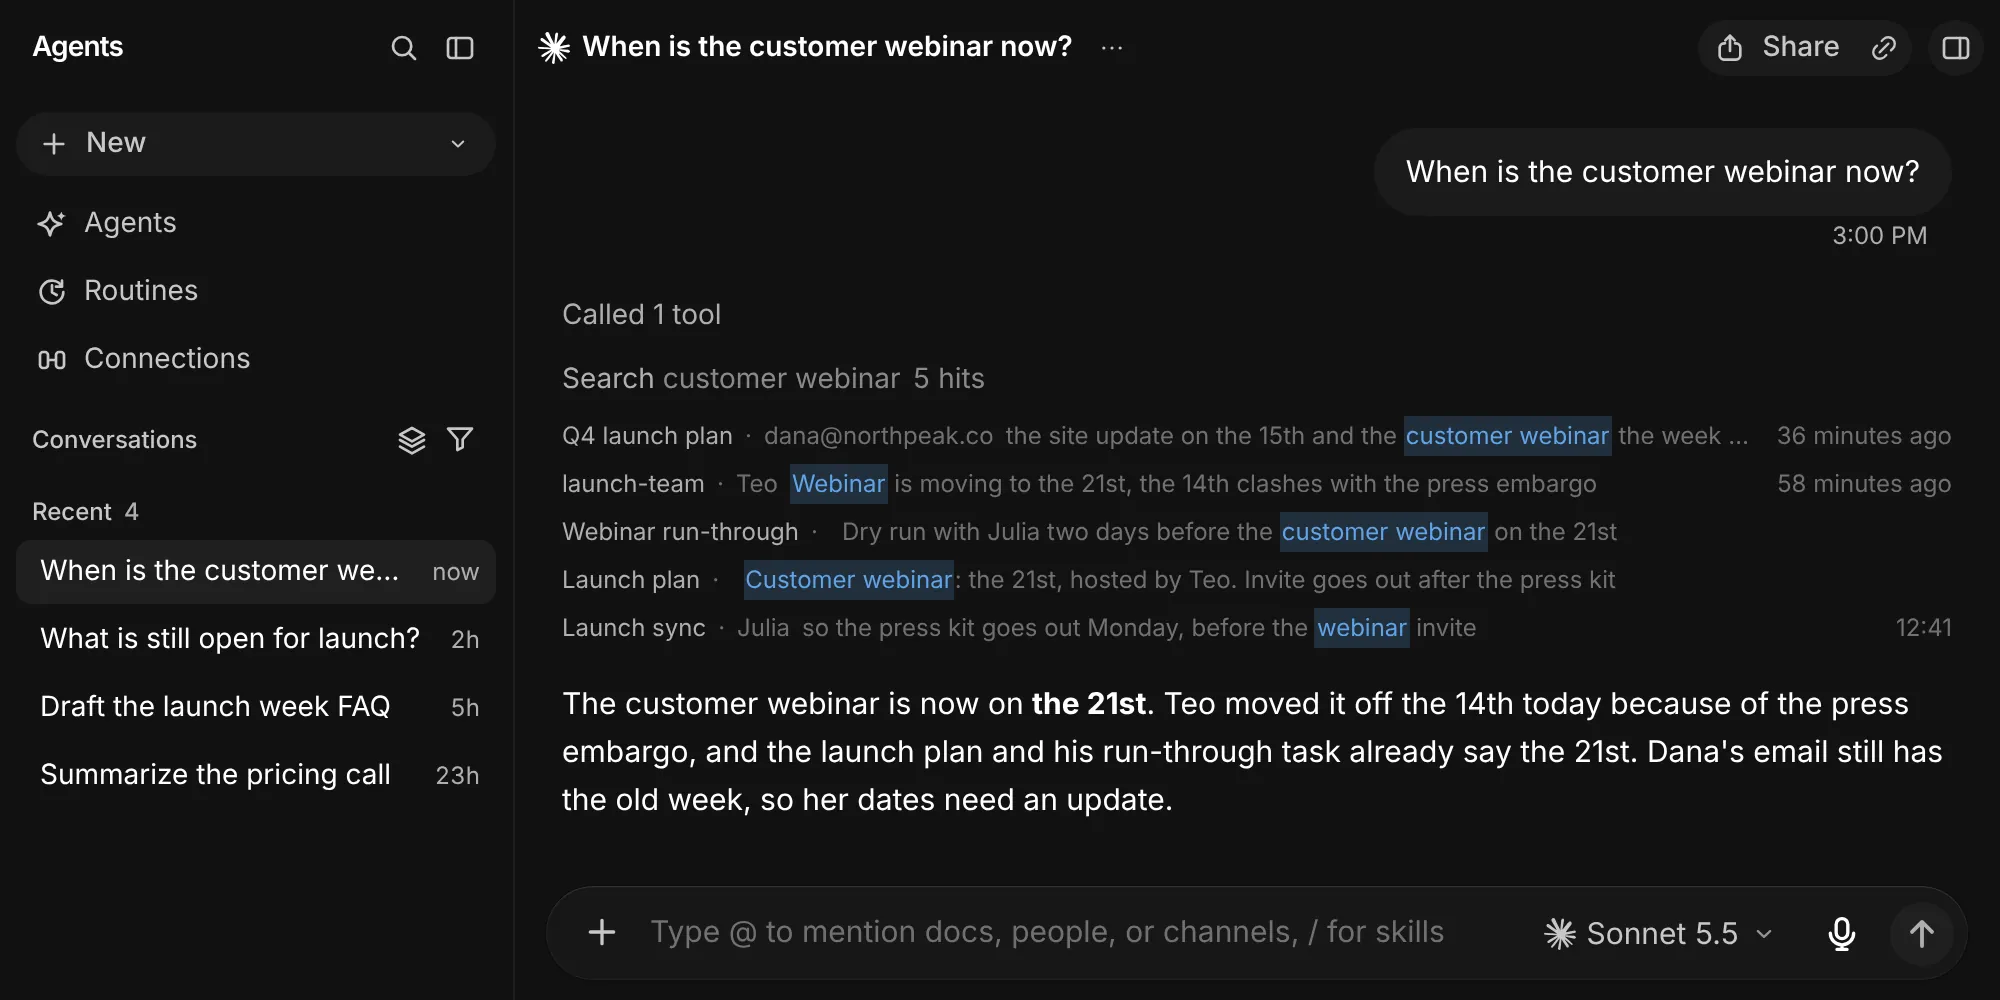 Agents
New
Agents
Routines
Connections
Conversations
Recent 4
When is the customer we... now
What is still open for launch? 2h
Draft the launch week FAQ 5h
Summarize the pricing call 23h
When is the customer webinar now? ...
Share
When is the customer webinar now?
3:00 PM
Called 1 tool
Search customer webinar 5 hits
Q4 launch plan · dana@northpeak.co the site update on the 15th and the customer webinar the week ... 36 minutes ago
launch-team · Teo Webinar is moving to the 21st, the 14th clashes with the press embargo 58 minutes ago
Webinar run-through · Dry run with Julia two days before the customer webinar on the 21st
Launch plan · Customer webinar: the 21st, hosted by Teo. Invite goes out after the press kit
Launch sync · Julia so the press kit goes out Monday, before the webinar invite 12:41
The customer webinar is now on the 21st. Teo moved it off the 14th today because of the press
embargo, and the launch plan and his run-through task already say the 21st. Dana's email still has
the old week, so her dates need an update.
Type @ to mention docs, people, or channels, / for skills
Sonnet 5.5